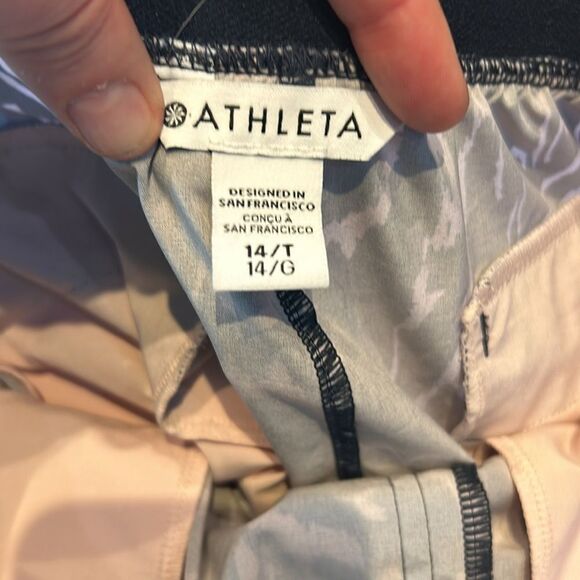 ATHLETA
DESIGNED IN
SAN FRANCISCO
CONÇU À
SAN FRANCISCO
14/T
14/G